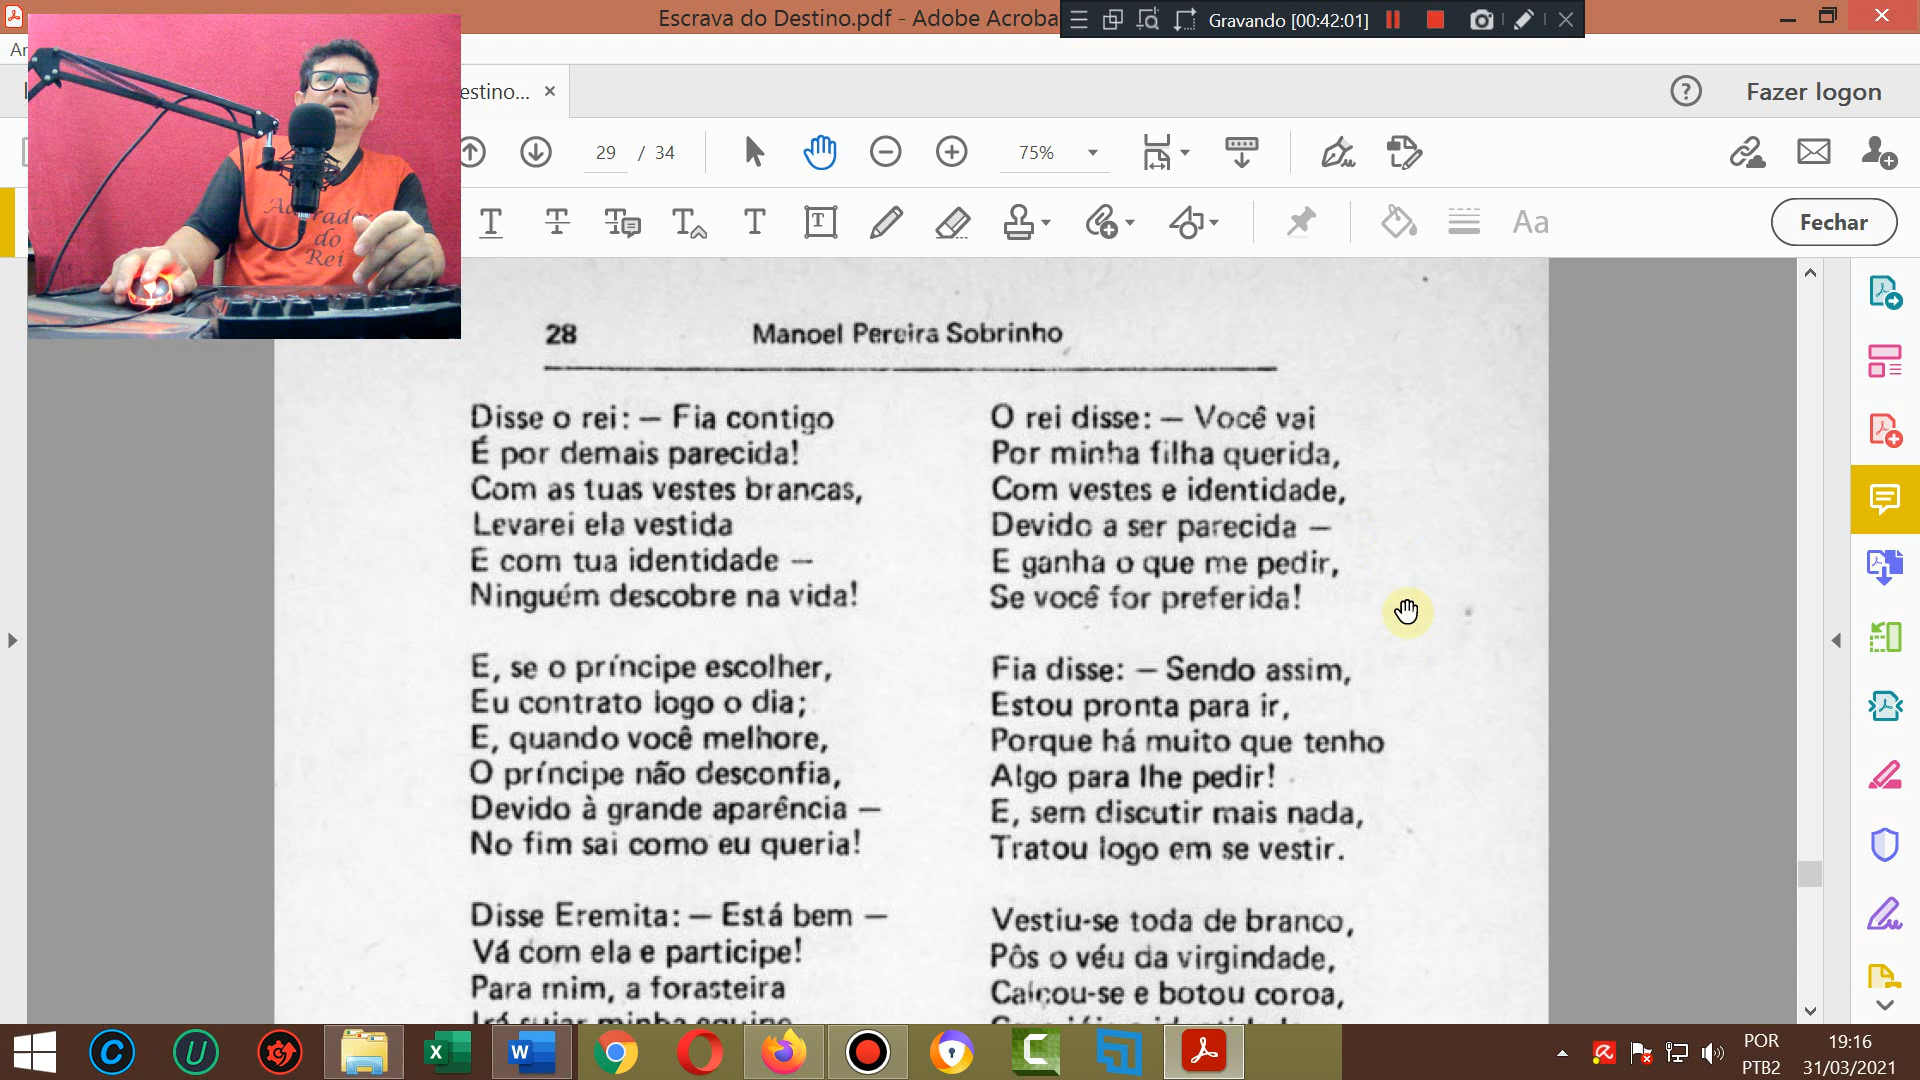 Escrava do Destino.pdf - Adobe Acroba
Gravando [00:42:01]
estino...
Fazer logon
29 / 34
75%
Aa
Fechar
Adorador
do
Rei
28 Manoel Pereira Sobrinho
Disse o rei: — Fia contigo
É por demais parecida!
Com as tuas vestes brancas,
Levarei ela vestida
E com tua identidade —
Ninguém descobre na vida!
E, se o príncipe escolher,
Eu contrato logo o dia;
E, quando você melhore,
O príncipe não desconfia,
Devido à grande aparência —
No fim sai como eu queria!
Disse Eremita: — Está bem —
Vá com ela e participe!
Para mim, a forasteira
O rei disse: — Você vai
Por minha filha querida,
Com vestes e identidade,
Devido a ser parecida —
E ganha o que me pedir,
Se você for preferida!
Fia disse: — Sendo assim,
Estou pronta para ir,
Porque há muito que tenho
Algo para lhe pedir!
E, sem discutir mais nada,
Tratou logo em se vestir.
Vestiu-se toda de branco,
Pôs o véu da virgindade,
Calçou-se e botou coroa,
POR
PTB2
19:16
31/03/2021